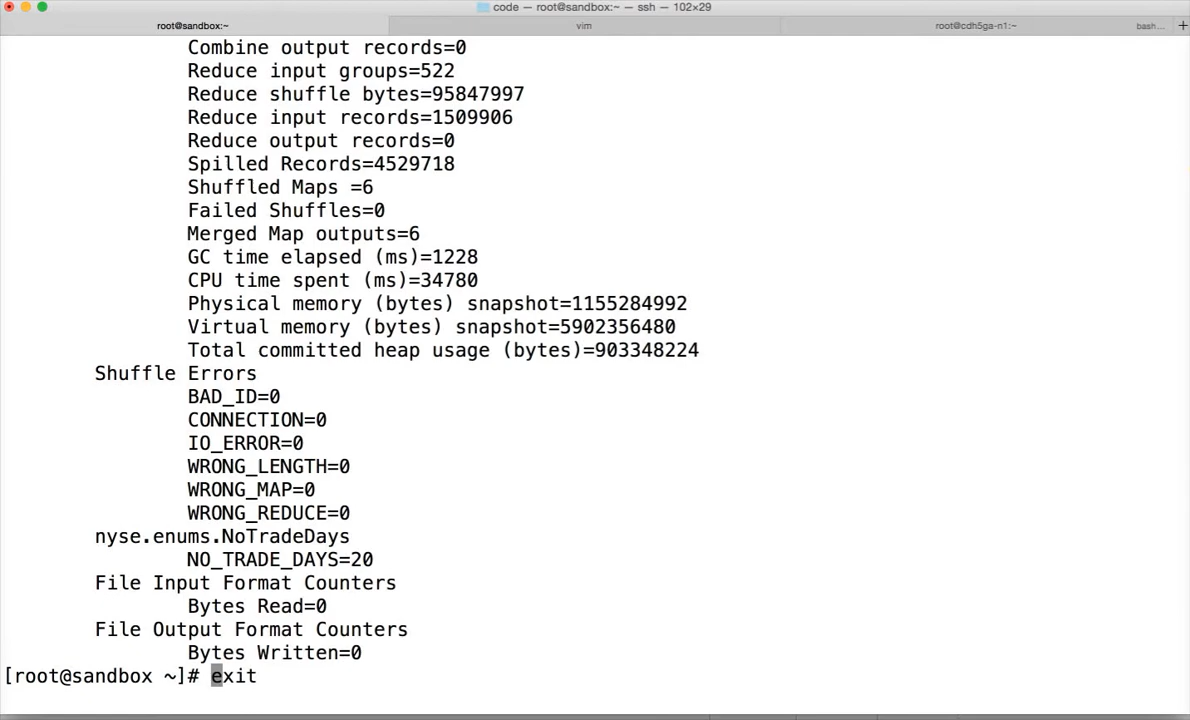 code — root@sandbox:~ — ssh — 102×29
root@sandbox:~ vim root@cdh5ga-n1:~ bash... +
Combine output records=0
Reduce input groups=522
Reduce shuffle bytes=95847997
Reduce input records=1509906
Reduce output records=0
Spilled Records=4529718
Shuffled Maps =6
Failed Shuffles=0
Merged Map outputs=6
GC time elapsed (ms)=1228
CPU time spent (ms)=34780
Physical memory (bytes) snapshot=1155284992
Virtual memory (bytes) snapshot=5902356480
Total committed heap usage (bytes)=903348224
Shuffle Errors
BAD_ID=0
CONNECTION=0
IO_ERROR=0
WRONG_LENGTH=0
WRONG_MAP=0
WRONG_REDUCE=0
nyse.enums.NoTradeDays
NO_TRADE_DAYS=20
File Input Format Counters
Bytes Read=0
File Output Format Counters
Bytes Written=0
[root@sandbox ~]# exit